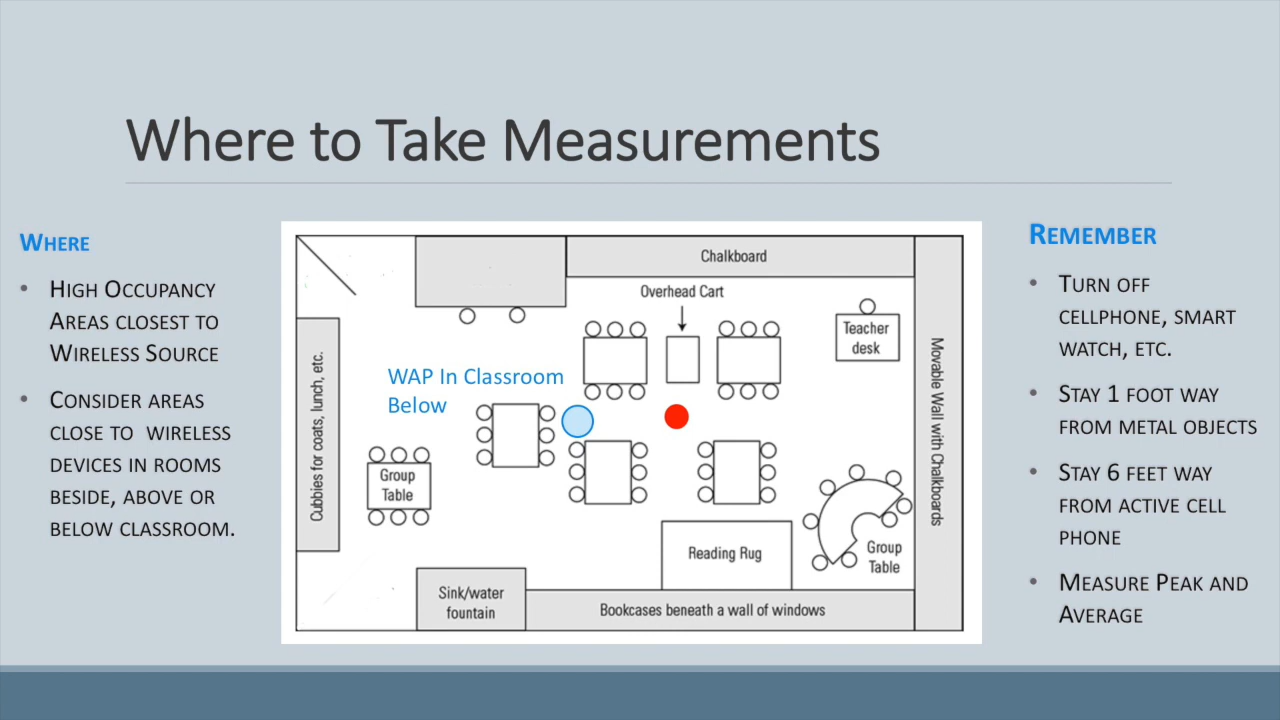 Where to Take Measurements
Where
High Occupancy
Areas closest to
Wireless Source
Consider areas
close to wireless
devices in rooms
beside, above or
below classroom.
Chalkboard
Overhead Cart
Teacher
desk
WAP In Classroom
Below
Cubbies for coats, lunch, etc.
Movable Wall with Chalkboards
Group
Table
Reading Rug
Group
Table
Sink/water
fountain
Bookcases beneath a wall of windows
Remember
Turn off
cellphone, smart
watch, etc.
Stay 1 foot way
from metal objects
Stay 6 feet way
from active cell
phone
Measure Peak and
Average